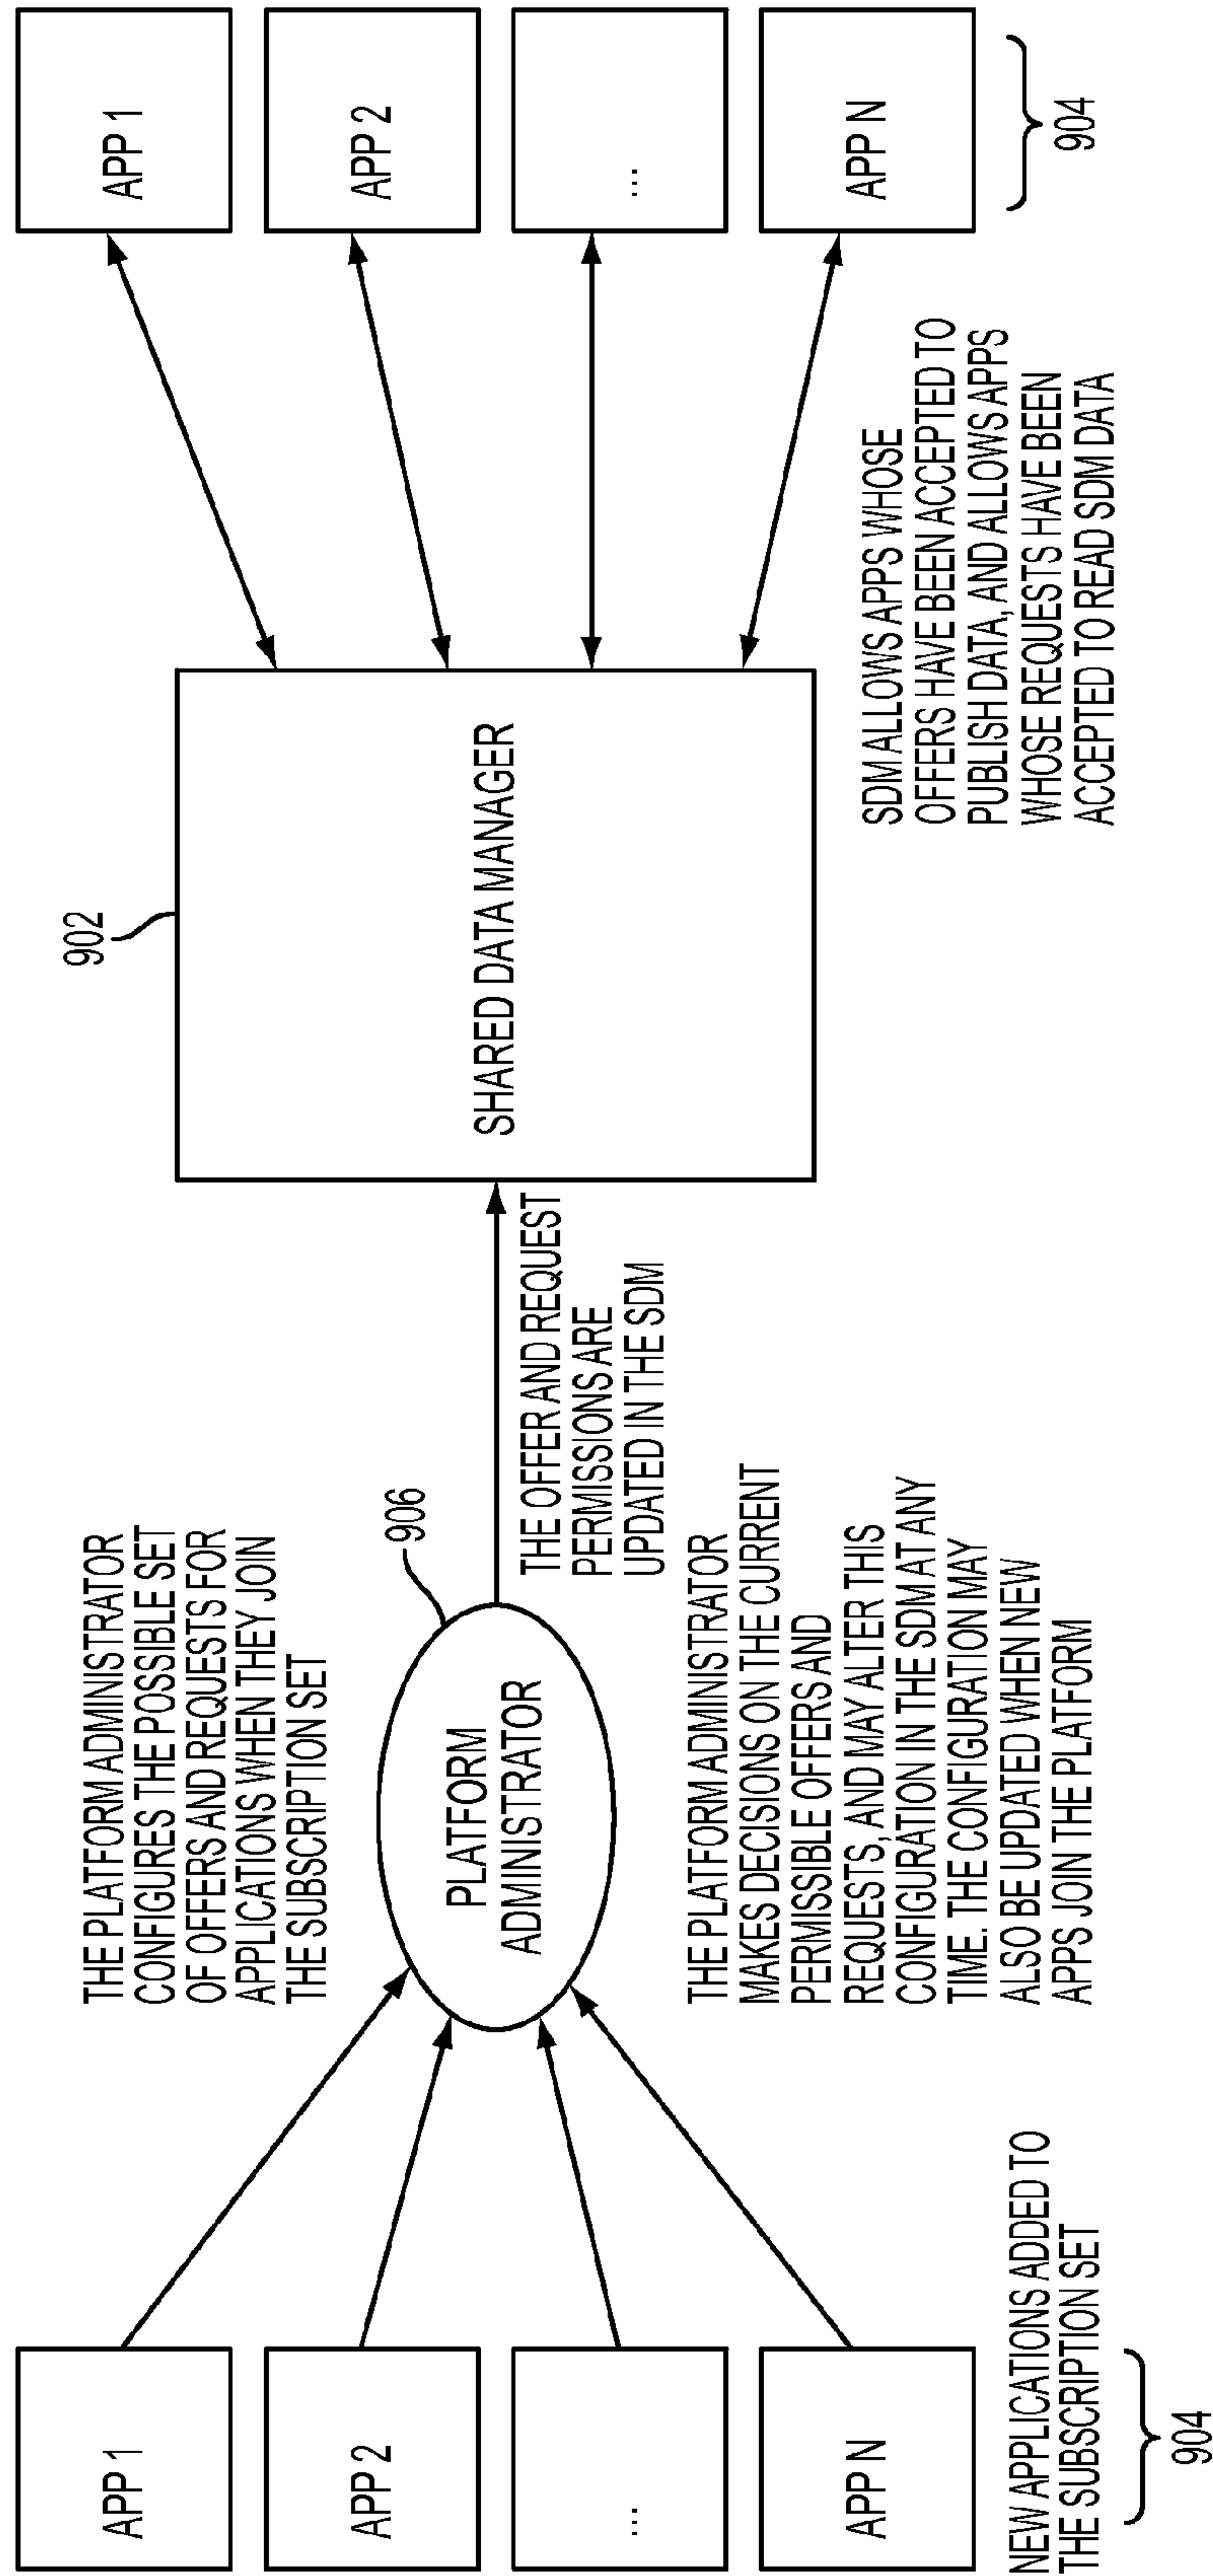 APP 1
APP 2
...
APP N
NEW APPLICATIONS ADDED TO
THE SUBSCRIPTION SET
904
THE PLATFORM ADMINISTRATOR
CONFIGURES THE POSSIBLE SET
OF OFFERS AND REQUESTS FOR
APPLICATIONS WHEN THEY JOIN
THE SUBSCRIPTION SET
906
PLATFORM
ADMINISTRATOR
THE PLATFORM ADMINISTRATOR
MAKES DECISIONS ON THE CURRENT
PERMISSIBLE OFFERS AND
REQUESTS, AND MAY ALTER THIS
CONFIGURATION IN THE SDM AT ANY
TIME. THE CONFIGURATION MAY
ALSO BE UPDATED WHEN NEW
APPS JOIN THE PLATFORM
THE OFFER AND REQUEST
PERMISSIONS ARE
UPDATED IN THE SDM
902
SHARED DATA MANAGER
SDM ALLOWS APPS WHOSE
OFFERS HAVE BEEN ACCEPTED TO
PUBLISH DATA, AND ALLOWS APPS
WHOSE REQUESTS HAVE BEEN
ACCEPTED TO READ SDM DATA
APP 1
APP 2
...
APP N
904